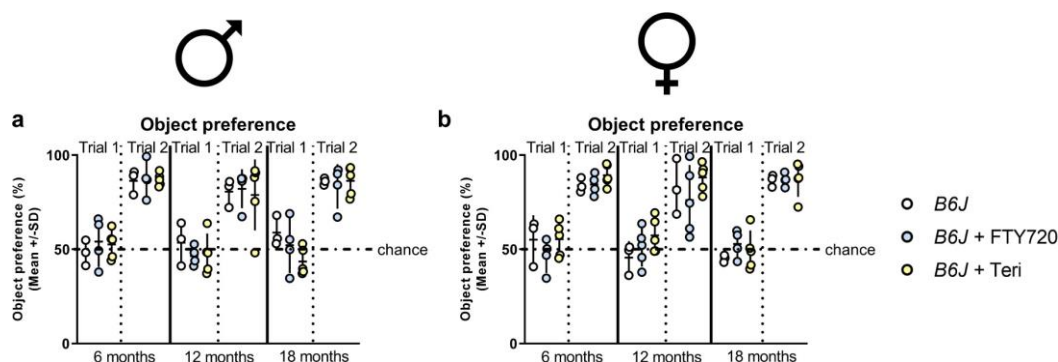 a
Object preference
Trial 1 Trial 2 Trial 1 Trial 2 Trial 1 Trial 2
Object preference (%)
(Mean +/-SD)
100
50
0
chance
6 months 12 months 18 months
b
Object preference
Trial 1 Trial 2 Trial 1 Trial 2 Trial 1 Trial 2
Object preference (%)
(Mean +/-SD)
100
50
0
chance
6 months 12 months 18 months
B6J
B6J + FTY720
B6J + Teri